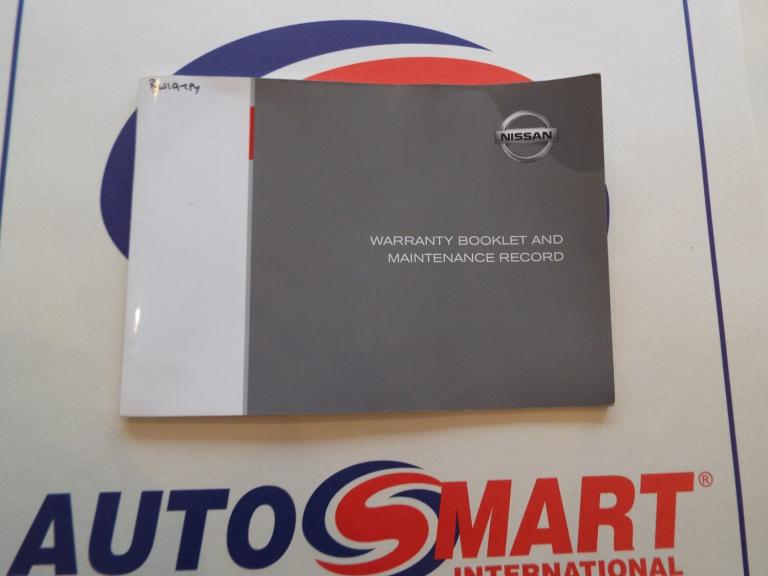 NISSAN
WARRANTY BOOKLET AND
MAINTENANCE RECORD
AUTOSMART®
INTERNATIONAL